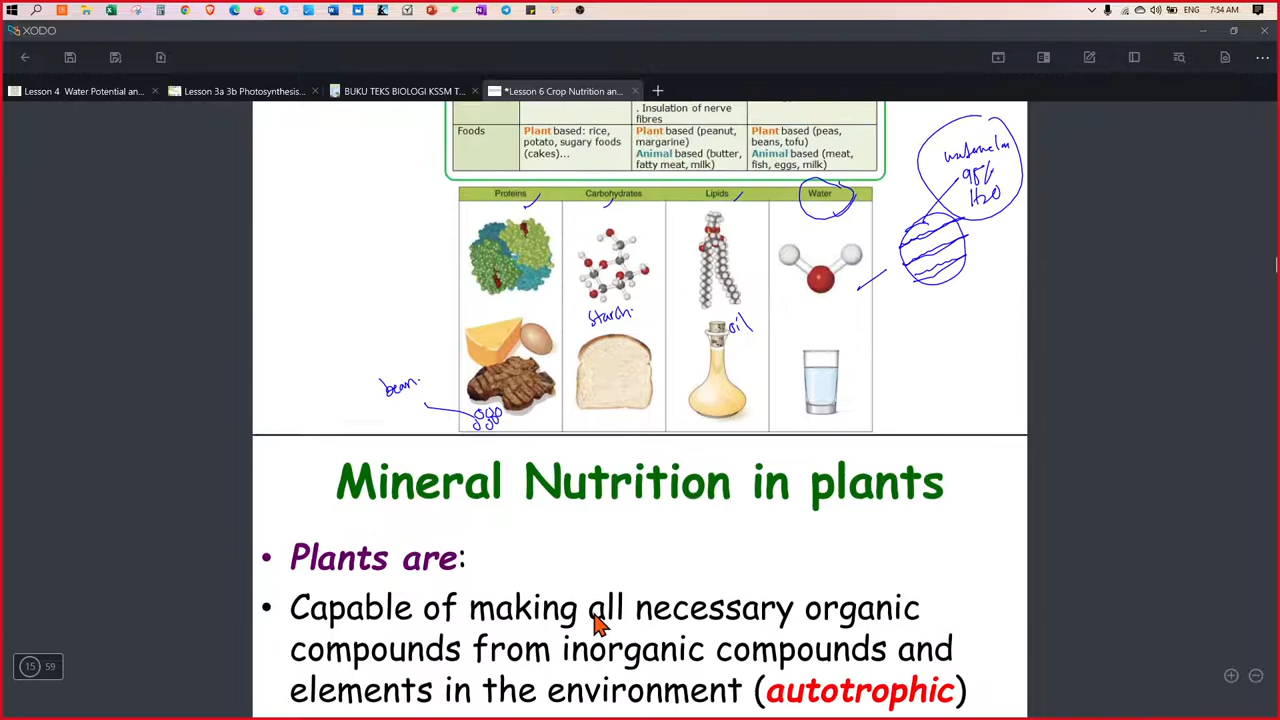 ENG
7:54 AM
XODO
Lesson 4 Water Potential an...
Lesson 3a 3b Photosynthesis...
BUKU TEKS BIOLOGI KSSM T...
*Lesson 6 Crop Nutrition an...
. Insulation of nerve
fibres
Foods
Plant based: rice,
potato, sugary foods
(cakes)...
Plant based (peanut,
margarine)
Animal based (butter,
fatty meat, milk)
Plant based (peas,
beans, tofu)
Animal based (meat,
fish, eggs, milk)
Proteins
Carbohydrates
Lipids
Water
98%
H2O
starch
oil
bean
Mineral Nutrition in plants
• Plants are:
• Capable of making all necessary organic
compounds from inorganic compounds and
elements in the environment (autotrophic)
15 59